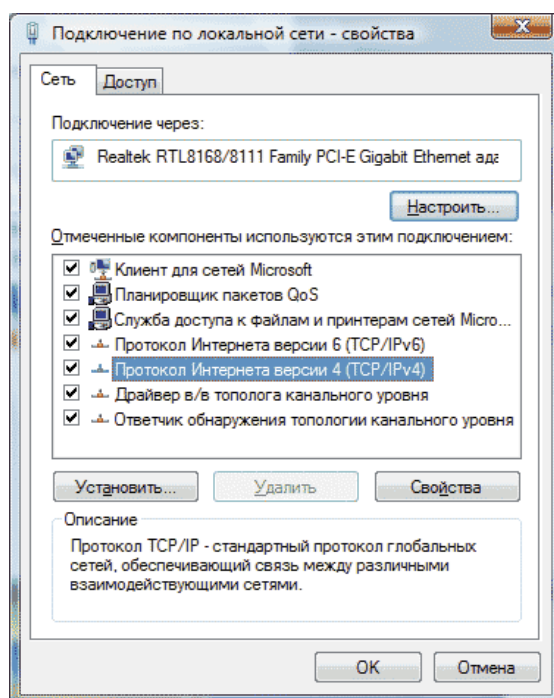 Подключение по локальной сети - свойства
Сеть
Доступ
Подключение через:
Realtek RTL8168/8111 Family PCI-E Gigabit Ethernet ада
Настроить...
Отмеченные компоненты используются этим подключением:
Клиент для сетей Microsoft
Планировщик пакетов QoS
Служба доступа к файлам и принтерам сетей Micro...
Протокол Интернета версии 6 (TCP/IPv6)
Протокол Интернета версии 4 (TCP/IPv4)
Драйвер в/в тополога канального уровня
Ответчик обнаружения топологии канального уровня
Установить...
Удалить
Свойства
Описание
Протокол TCP/IP - стандартный протокол глобальных
сетей, обеспечивающий связь между различными
взаимодействующими сетями.
OK
Отмена